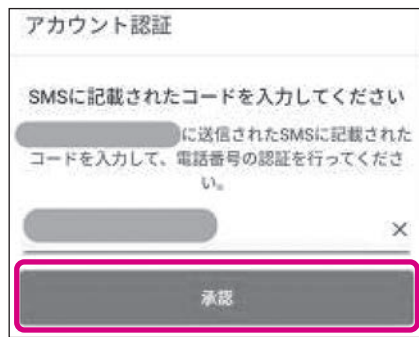 アカウント認証
SMSに記載されたコードを入力してください
に送信されたSMSに記載された
コードを入力して、電話番号の認証を行ってくださ
い。
×
承認